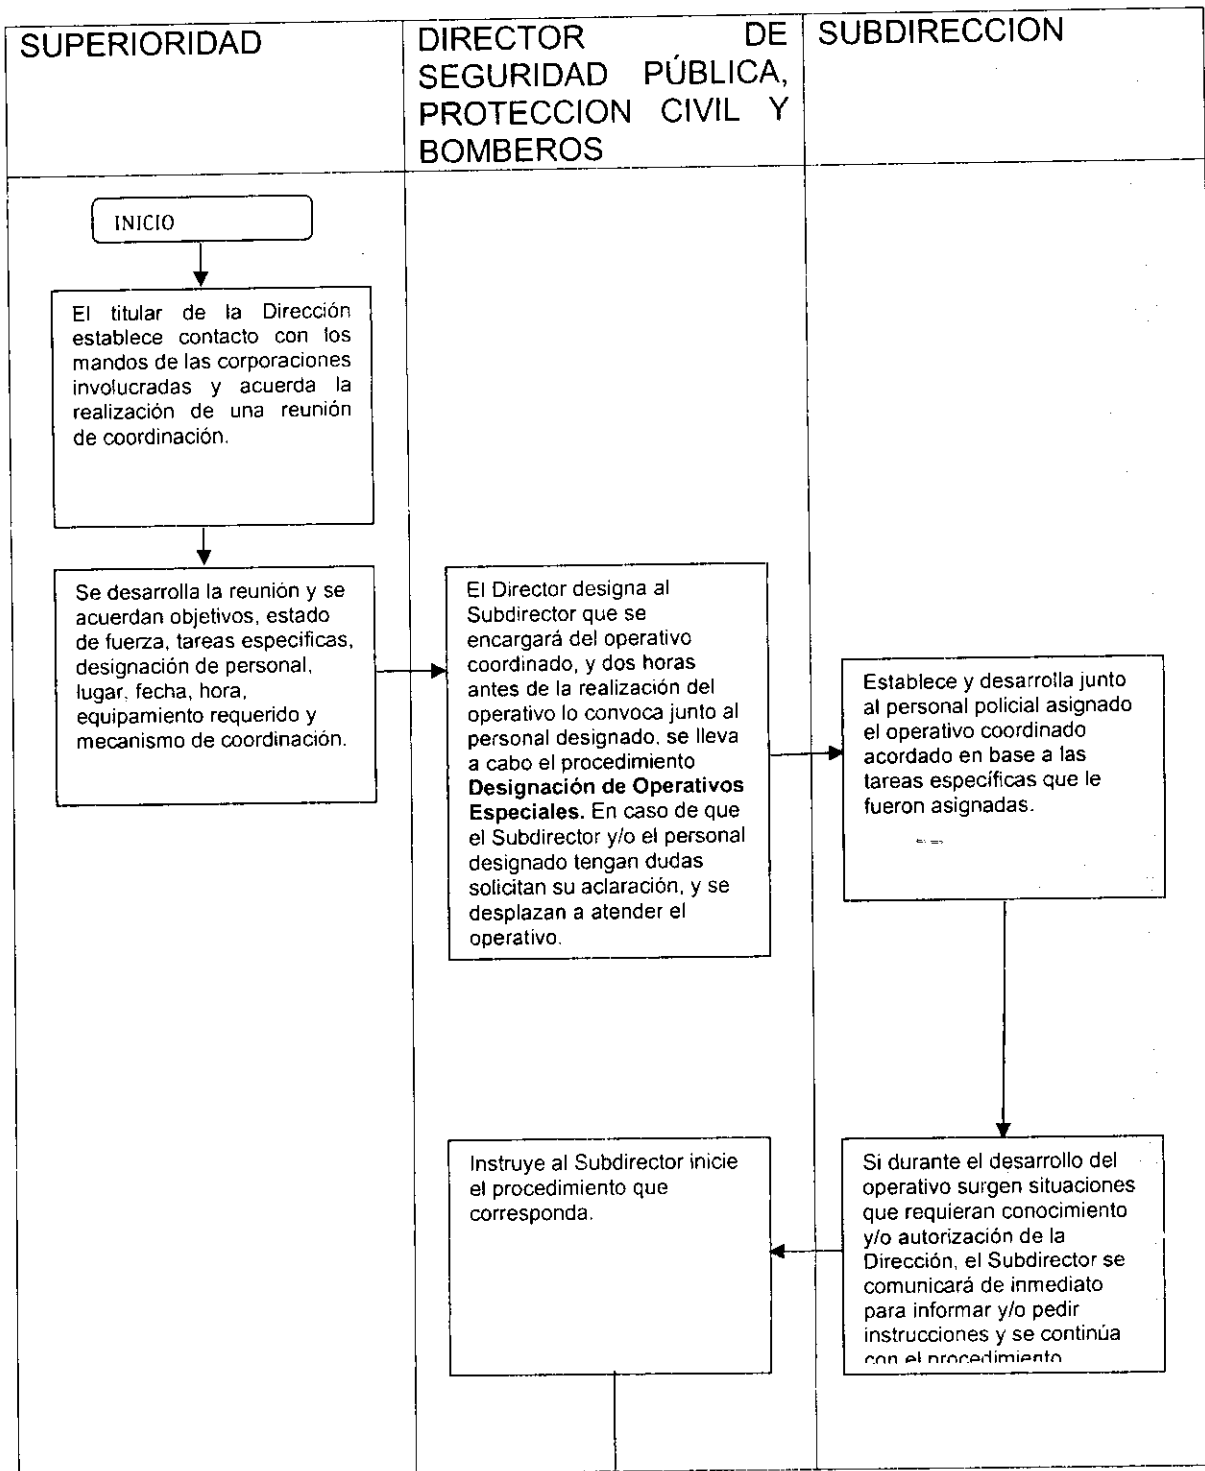 SUPERIORIDAD
DIRECTOR DE
SEGURIDAD PÚBLICA,
PROTECCION CIVIL Y
BOMBEROS
SUBDIRECCION
INICIO
El titular de la Dirección
establece contacto con los
mandos de las corporaciones
involucradas y acuerda la
realización de una reunión
de coordinación.
Se desarrolla la reunión y se
acuerdan objetivos, estado
de fuerza, tareas especificas,
designación de personal,
lugar, fecha, hora,
equipamiento requerido y
mecanismo de coordinación.
El Director designa al
Subdirector que se
encargará del operativo
coordinado, y dos horas
antes de la realización del
operativo lo convoca junto al
personal designado, se lleva
a cabo el procedimiento
Designación de Operativos
Especiales. En caso de que
el Subdirector y/o el personal
designado tengan dudas
solicitan su aclaración, y se
desplazan a atender el
operativo.
Establece y desarrolla junto
al personal policial asignado
el operativo coordinado
acordado en base a las
tareas específicas que le
fueron asignadas.
Instruye al Subdirector inicie
el procedimiento que
corresponda.
Si durante el desarrollo del
operativo surgen situaciones
que requieran conocimiento
y/o autorización de la
Dirección, el Subdirector se
comunicará de inmediato
para informar y/o pedir
instrucciones y se continúa
con el procedimiento